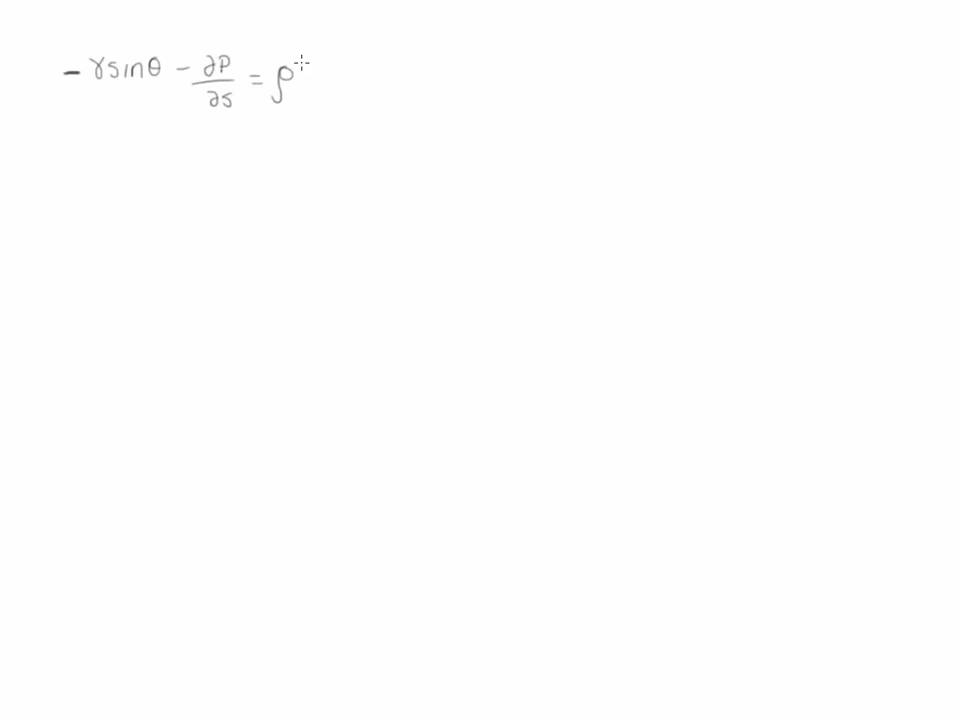 -γsinθ - ∂P/∂s = ρ